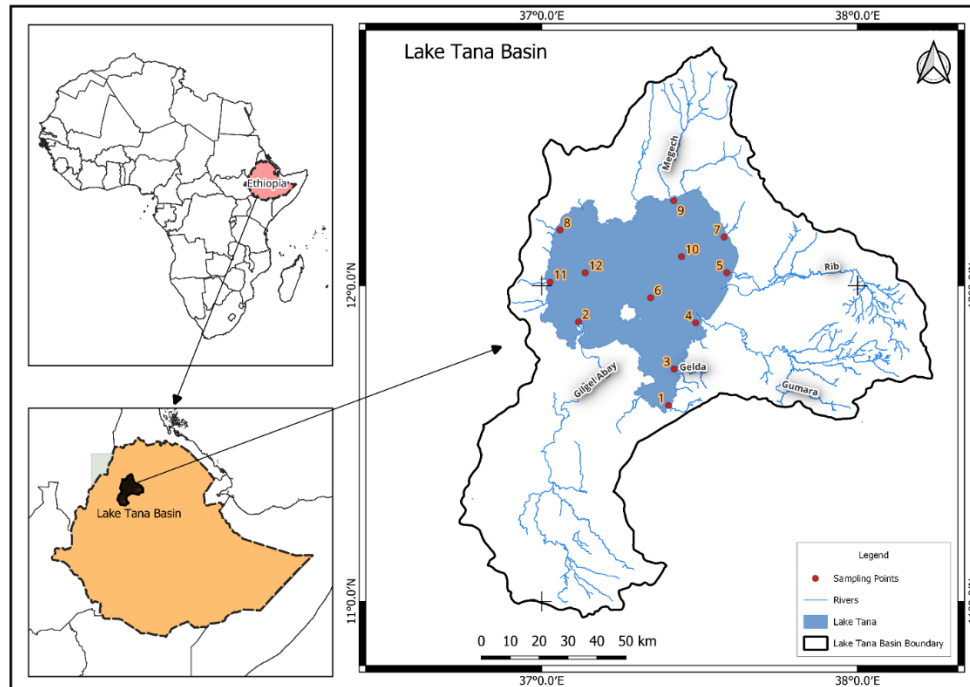 37°0.0'E
38°0.0'E
Lake Tana Basin
Ethiopia
Megech
8
9
7
10
12
5
11
Rib
6
2
4
12°0.0'N
3
Gelda
Gilgel Abay
Gumara
1
Lake Tana Basin
Legend
Sampling Points
Rivers
Lake Tana
Lake Tana Basin Boundary
11°0.0'N
0 10 20 30 40 50 km
37°0.0'E
38°0.0'E